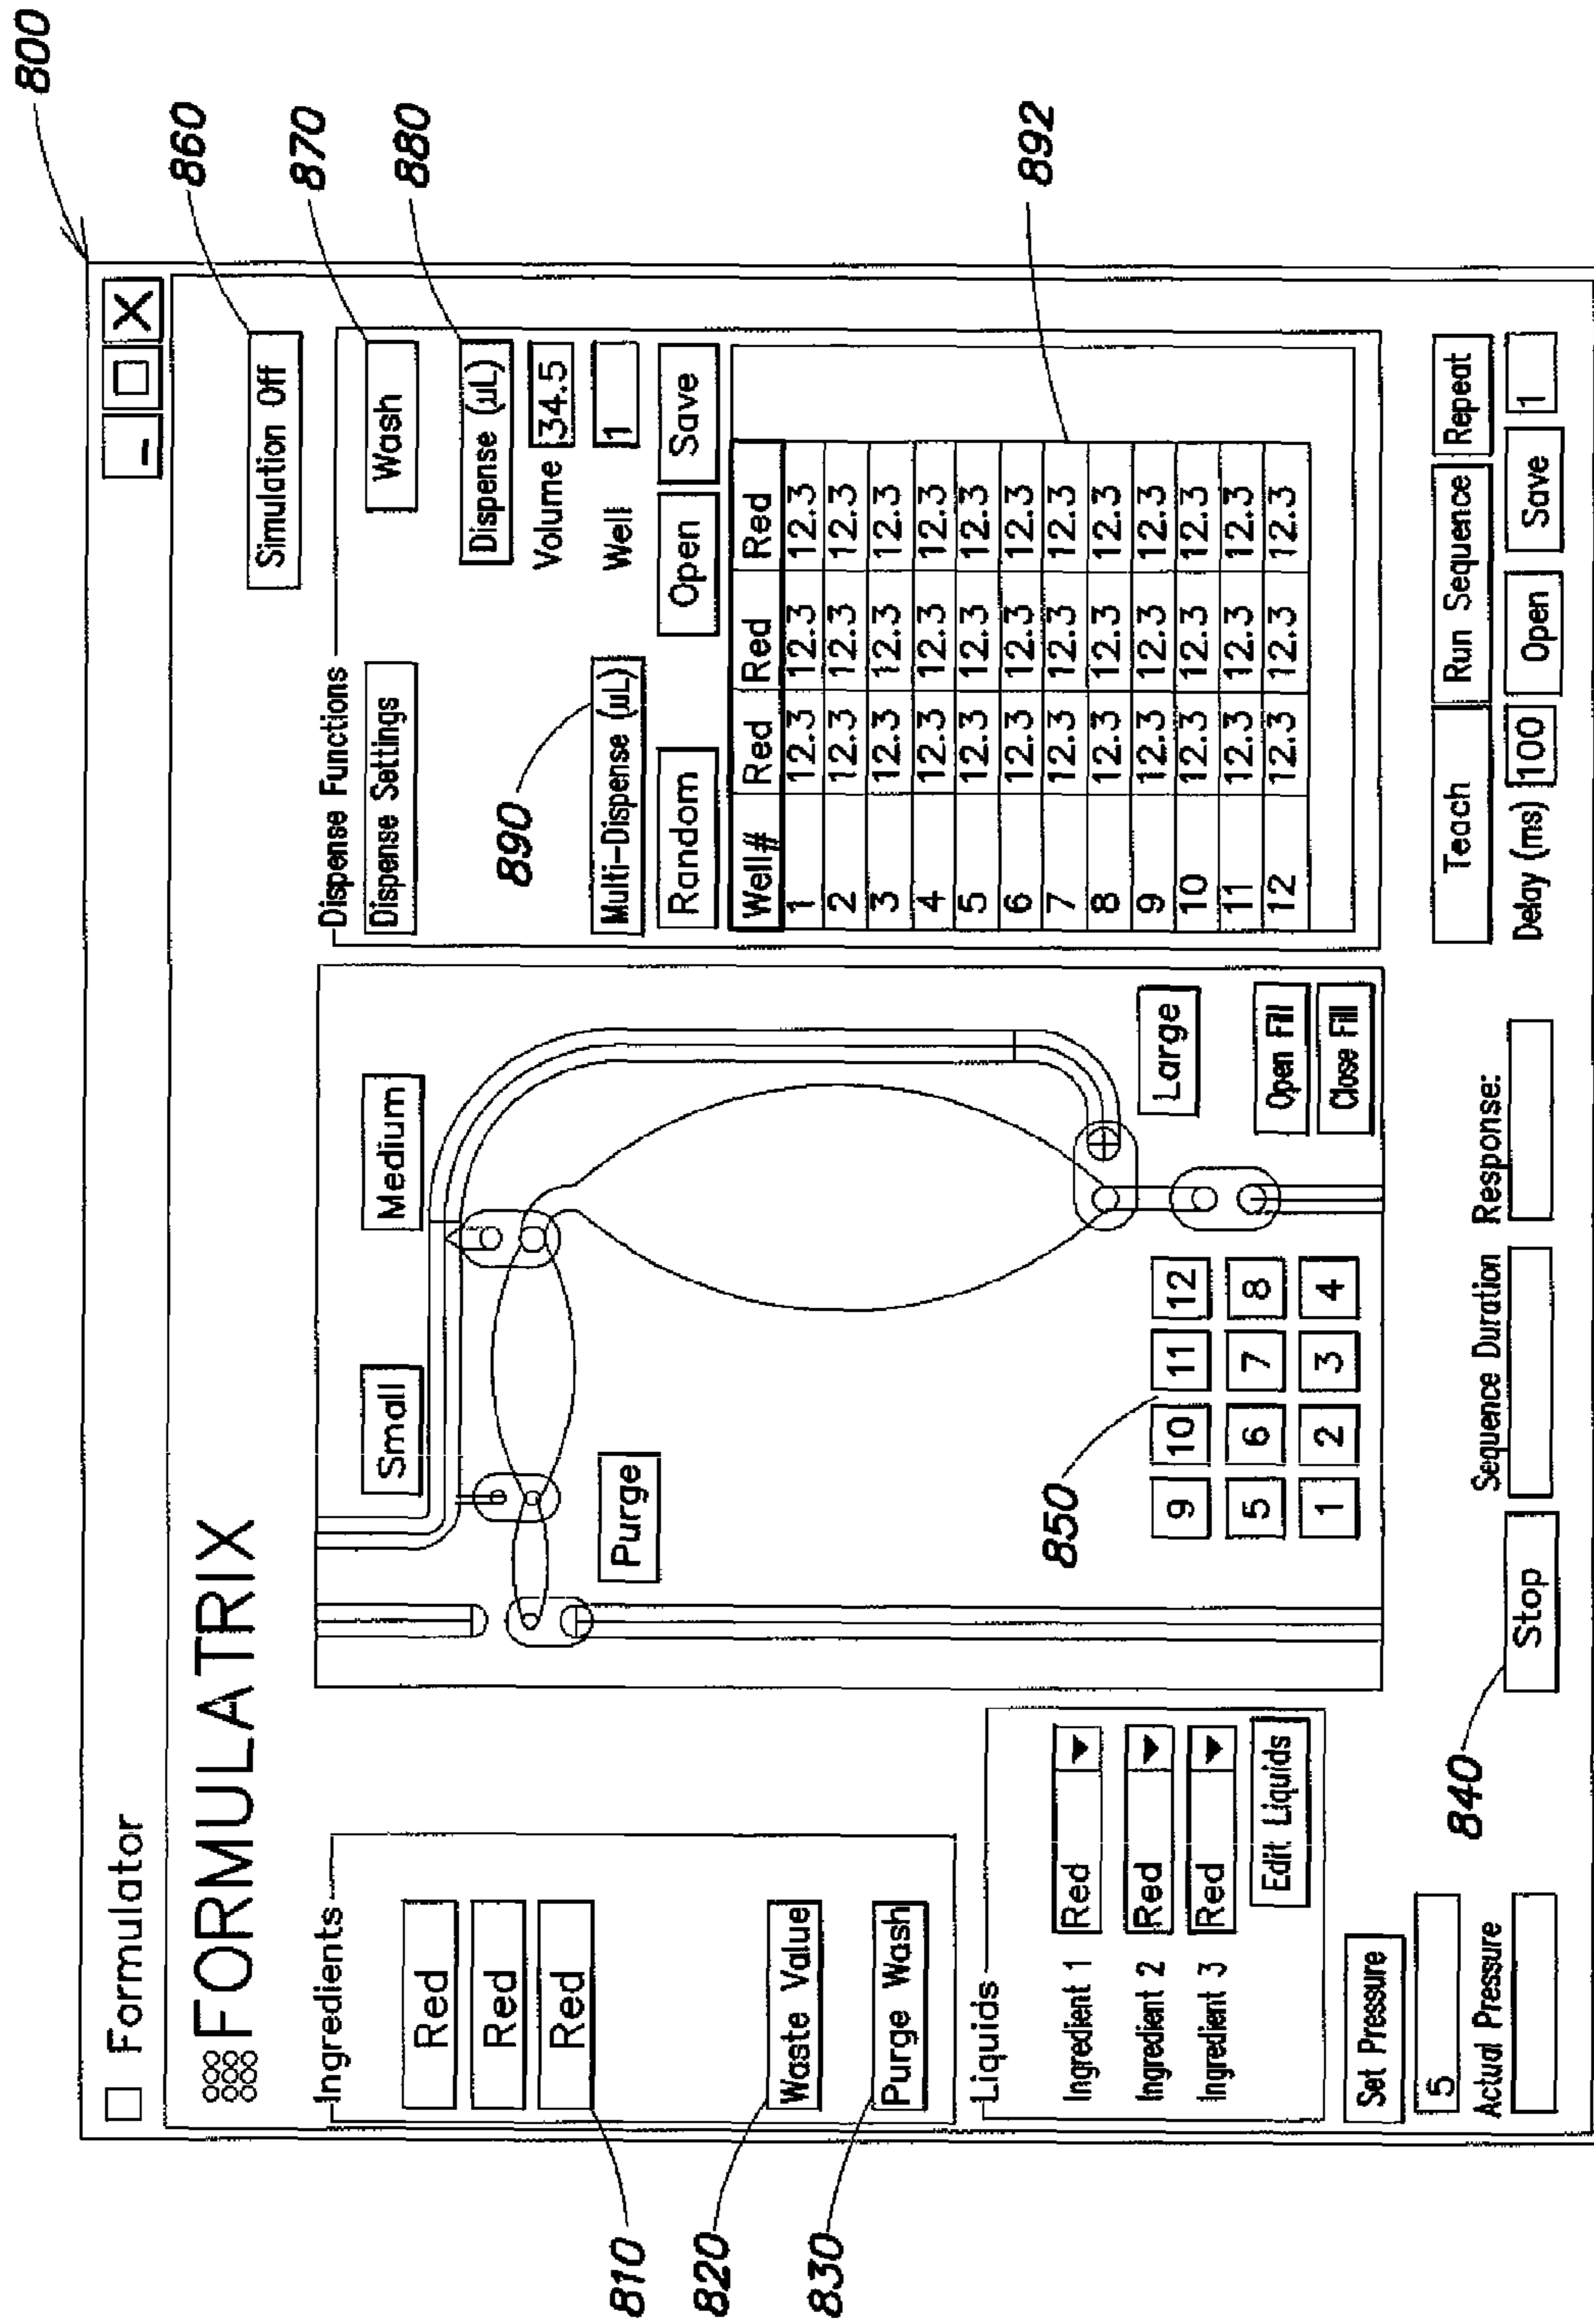 800
Formulator
_ □ X
FORMULATRIX
Simulation Off
860
Ingredients
Red
Red
Red
810
Waste Value
820
Purge Wash
830
Liquids
Ingredient 1 Red
Ingredient 2 Red
Ingredient 3 Red
Edit Liquids
Set Pressure
5
Actual Pressure
Small
Medium
Purge
Large
850
9 10 11 12
5 6 7 8
1 2 3 4
Open Fill
Close Fill
840
Stop
Sequence Duration
Response:
Dispense Functions
Dispense Settings
Wash
870
890
Dispense (µL)
880
Volume 34.5
Multi-Dispense (µL)
Well 1
Random
Open
Save
Well# Red Red Red
1 12.3 12.3 12.3
2 12.3 12.3 12.3
3 12.3 12.3 12.3
4 12.3 12.3 12.3
5 12.3 12.3 12.3
6 12.3 12.3 12.3
7 12.3 12.3 12.3
8 12.3 12.3 12.3
9 12.3 12.3 12.3
10 12.3 12.3 12.3
11 12.3 12.3 12.3
12 12.3 12.3 12.3
892
Teach
Run Sequence
Repeat
Delay (ms) 100
Open
Save
1